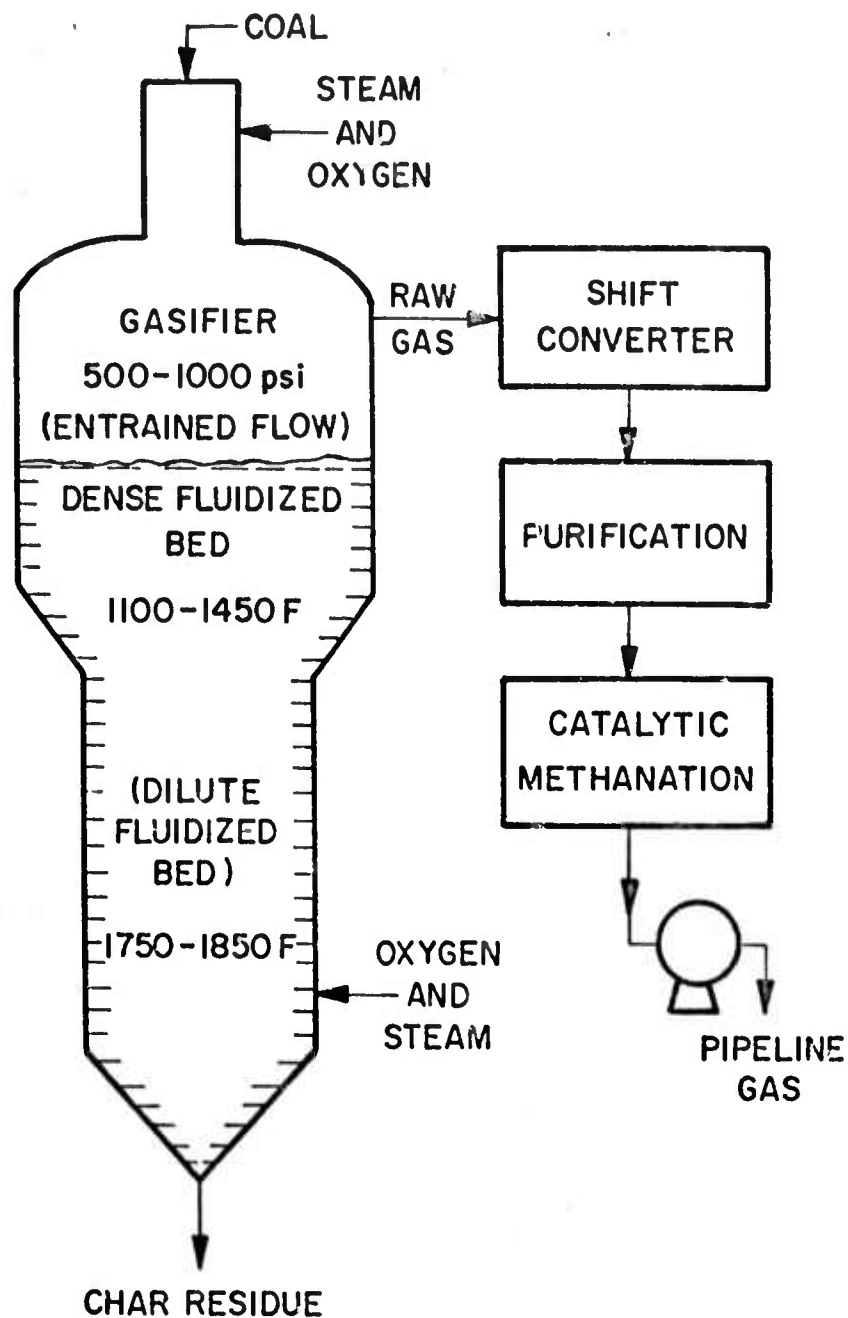 COAL
STEAM
AND
OXYGEN
GASIFIER
500-1000 psi
(ENTRAINED FLOW)
DENSE FLUIDIZED
BED
1100-1450 F
(DILUTE
FLUIDIZED
BED)
1750-1850 F
OXYGEN
AND
STEAM
CHAR RESIDUE
RAW
GAS
SHIFT
CONVERTER
PURIFICATION
CATALYTIC
METHANATION
PIPELINE
GAS